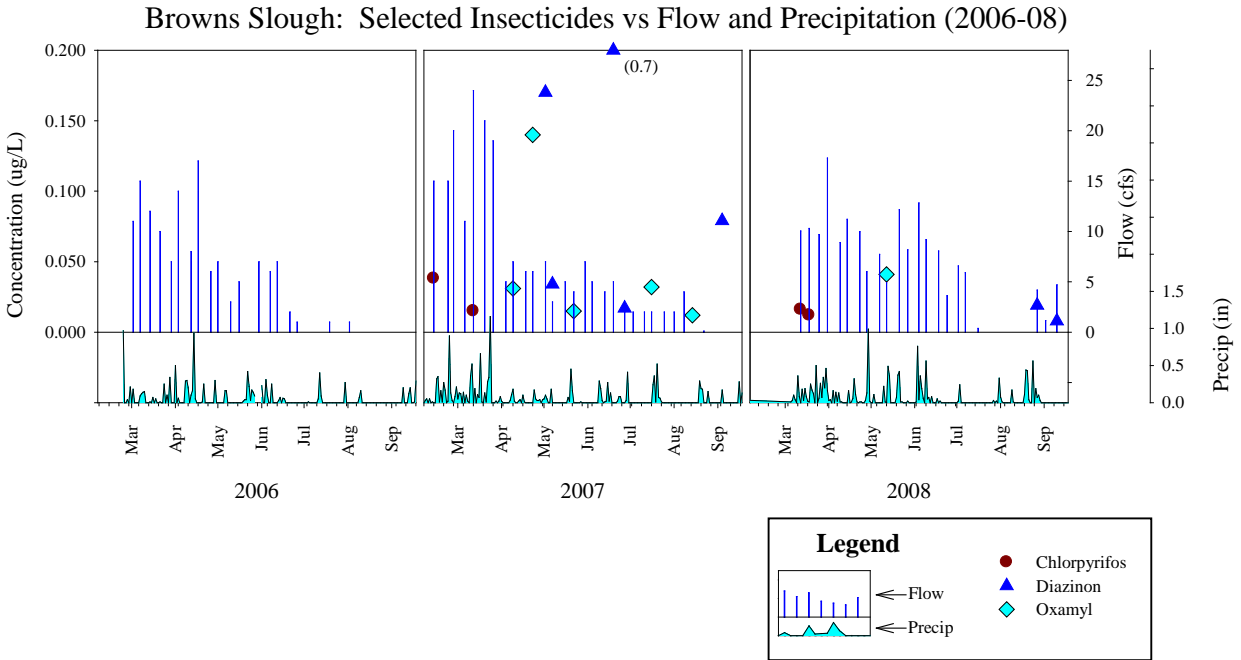 Browns Slough: Selected Insecticides vs Flow and Precipitation (2006-08)
Concentration (ug/L)
0.200
0.150
0.100
0.050
0.000
(0.7)
25
20
15
10
5
0
Flow (cfs)
1.5
1.0
0.5
0.0
Precip (in)
Mar Apr May Jun Jul Aug Sep
Mar Apr May Jun Jul Aug Sep
Mar Apr May Jun Jul Aug Sep
2006 2007 2008
Legend
Flow
Precip
Chlorpyrifos
Diazinon
Oxamyl